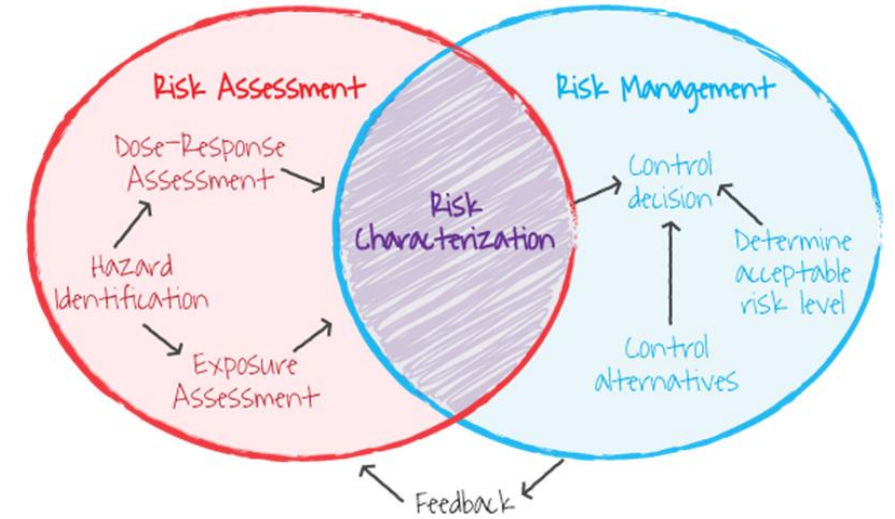 Risk Assessment
Dose-Response
Assessment
Hazard
Identification
Exposure
Assessment
Risk
Characterization
Risk Management
Control
decision
Determine
acceptable
risk level
Control
alternatives
Feedback